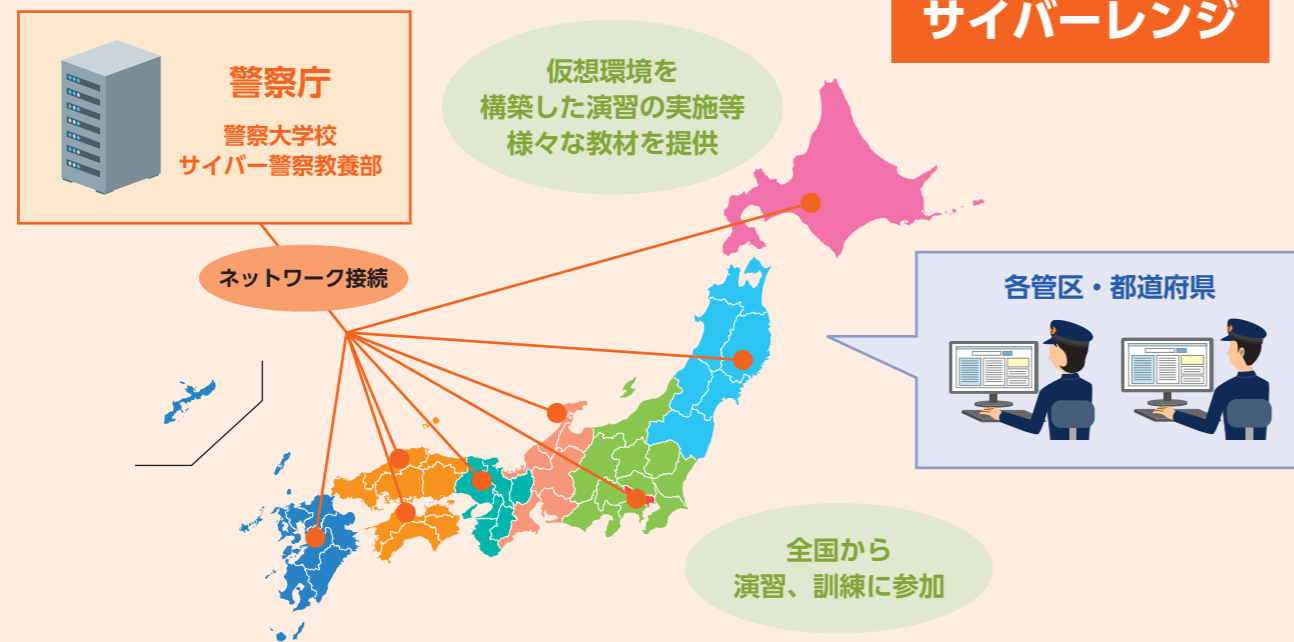 サイバーレンジ
警察庁
警察大学校
サイバー警察教養部
仮想環境を
構築した演習の実施等
様々な教材を提供
ネットワーク接続
各管区・都道府県
全国から
演習、訓練に参加